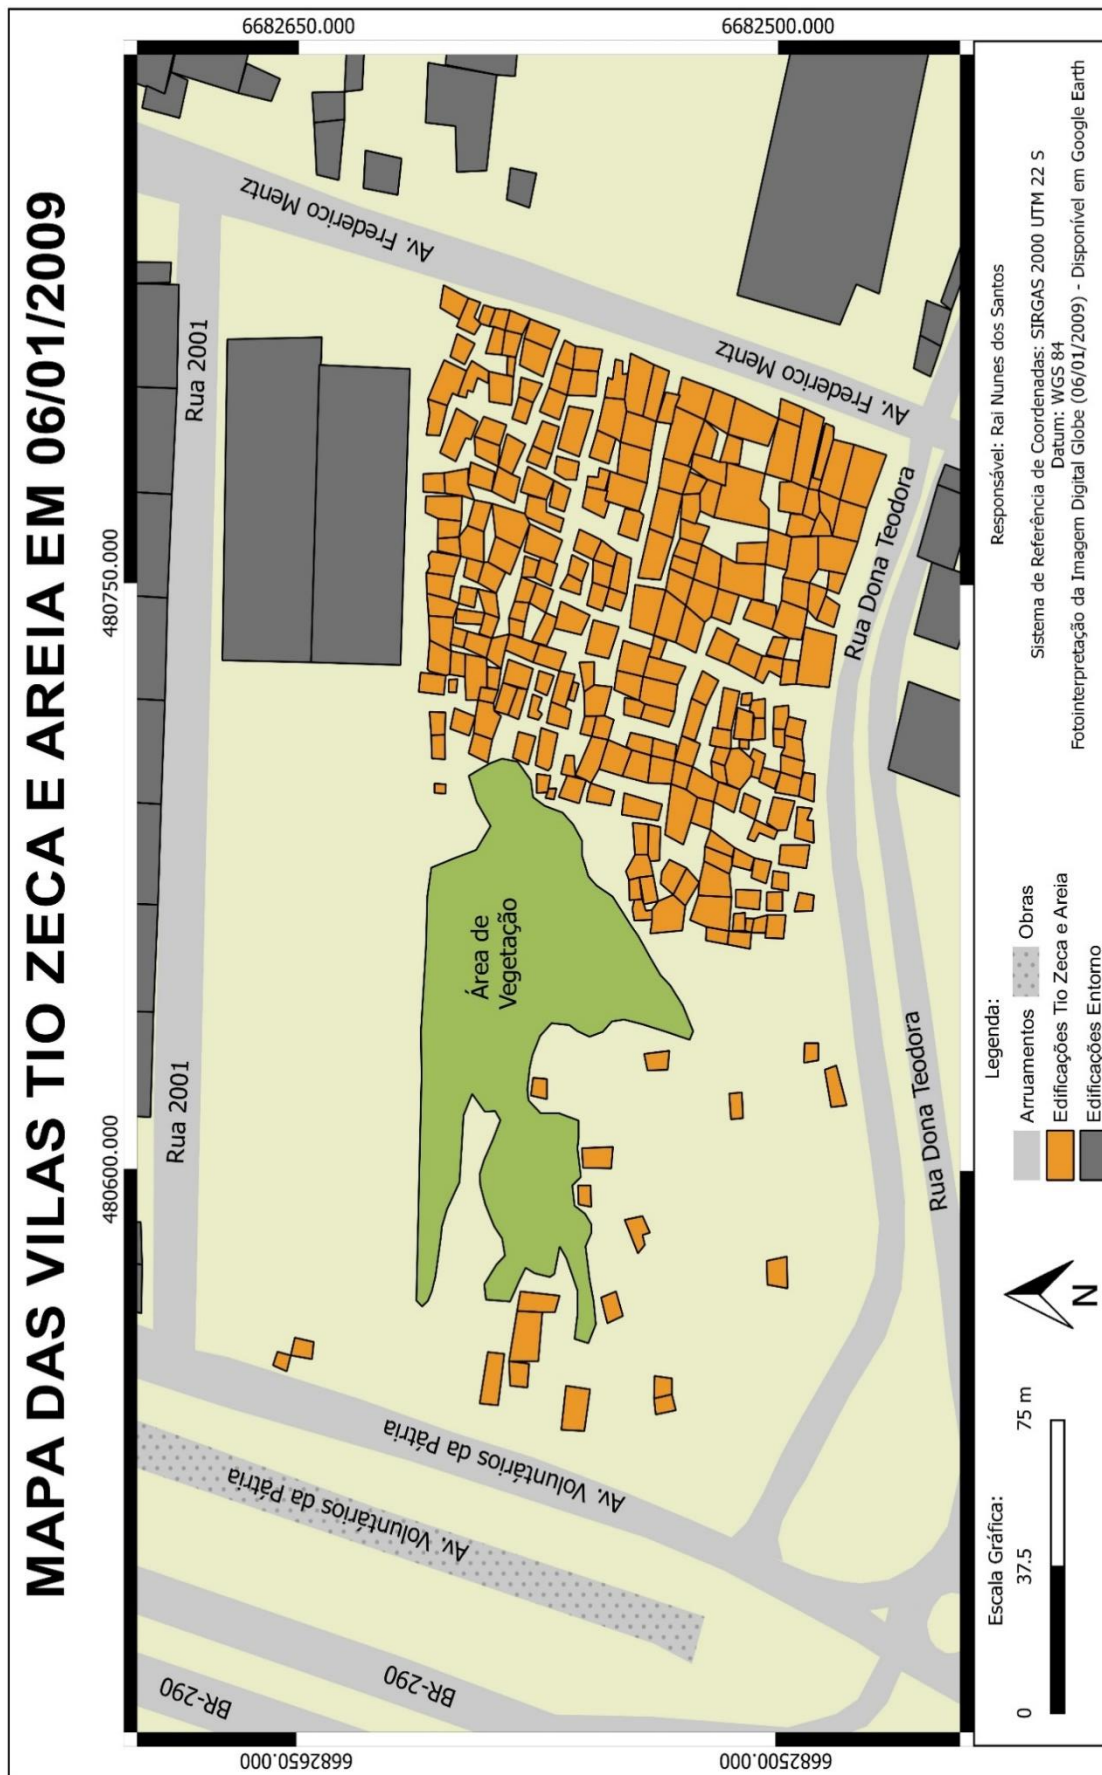 MAPA DAS VILAS TIO ZECA E AREIA EM 06/01/2009
480600.000
480750.000
6682650.000
6682650.000
6682500.000
6682500.000
Rua 2001
Rua 2001
BR-290
BR-290
Av. Voluntários da Pátria
Av. Voluntários da Pátria
Área de
Vegetação
Av. Frederico Mentz
Av. Frederico Mentz
Av.
Rua Dona Teodora
Rua Dona Teodora
Escala Gráfica:
0
37.5
75 m
N
Legenda:
Arruamentos
Obras
Edificações Tio Zeca e Areia
Edificações Entorno
Responsável: Rai Nunes dos Santos
Sistema de Referência de Coordenadas: SIRGAS 2000 UTM 22 S
Datum: WGS 84
Fotointerpretação da Imagem Digital Globe (06/01/2009) - Disponível em Google Earth